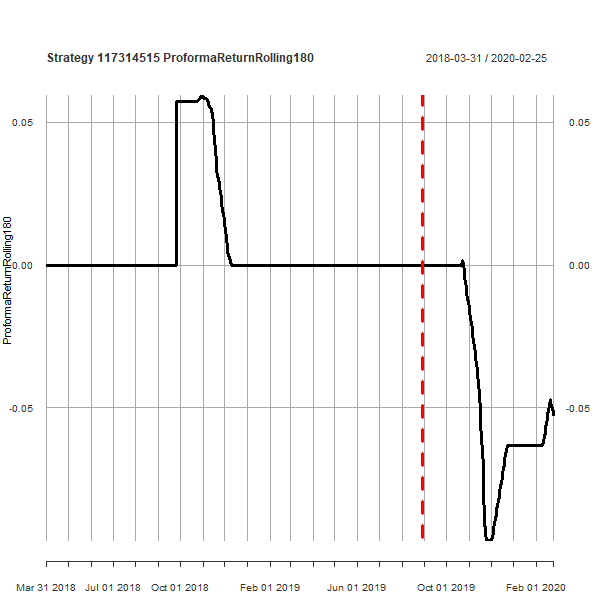 Strategy 117314515 ProformaReturnRolling180
2018-03-31 / 2020-02-25
0.05
0.05
ProformaReturnRolling180
0.00
0.00
-0.05
-0.05
Mar 31 2018
Jul 01 2018
Oct 01 2018
Feb 01 2019
Jun 01 2019
Oct 01 2019
Feb 01 2020